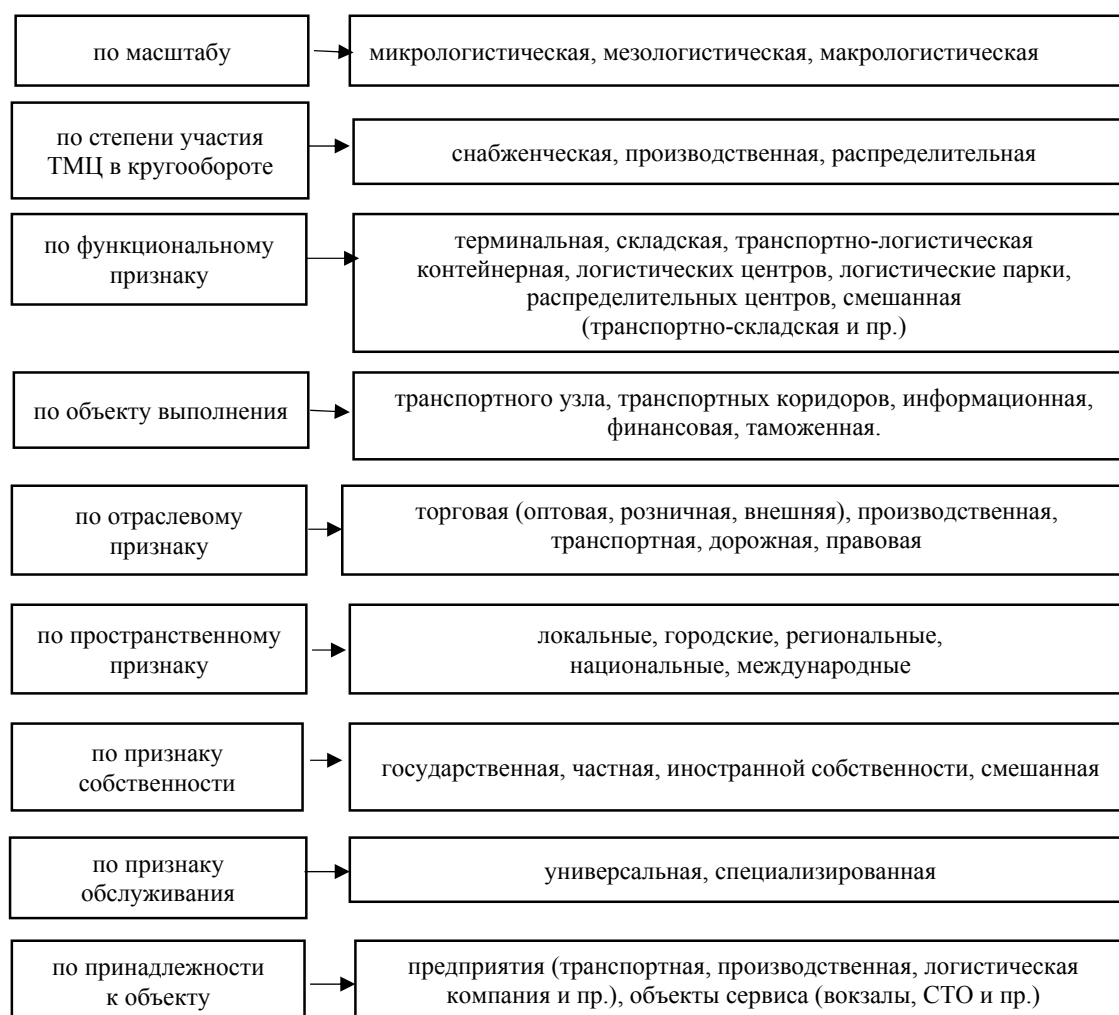 по масштабу
микрологистическая, мезологистическая, макрологистическая
по степени участия
ТМЦ в кругообороте
снабженческая, производственная, распределительная
по функциональному
признаку
терминальная, складская, транспортно-логистическая
контейнерная, логистических центров, логистические парки,
распределительных центров, смешанная
(транспортно-складская и пр.)
по объекту выполнения
транспортного узла, транспортных коридоров, информационная,
финансовая, таможенная.
по отраслевому
признаку
торговая (оптовая, розничная, внешняя), производственная,
транспортная, дорожная, правовая
по пространственному
признаку
локальные, городские, региональные,
национальные, международные
по признаку
собственности
государственная, частная, иностранной собственности, смешанная
по признаку
обслуживания
универсальная, специализированная
по принадлежности
к объекту
предприятия (транспортная, производственная, логистическая
компания и пр.), объекты сервиса (вокзалы, СТО и пр.)